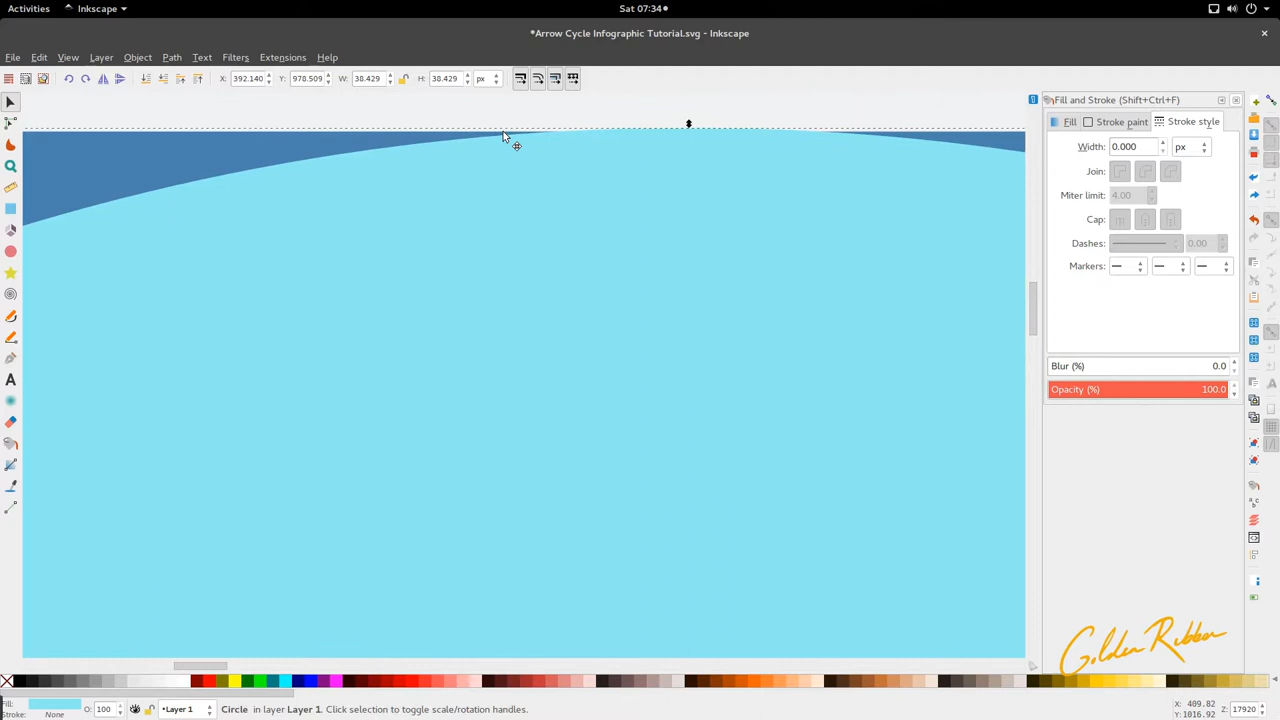 Activities Inkscape Sat 07:34
*Arrow Cycle Infographic Tutorial.svg - Inkscape
File Edit View Layer Object Path Text Filters Extensions Help
X: 392.140 Y: 978.509 W: 38.429 H: 38.429 px
Fill and Stroke (Shift+Ctrl+F)
Fill Stroke paint Stroke style
Width: 0.000 px
Join:
Miter limit: 4.00
Cap:
Dashes: 0.00
Markers:
Blur (%) 0.0
Opacity (%) 100.0
Golden Ribbon
Fill: O: 100 Layer 1 Circle in layer Layer 1. Click selection to toggle scale/rotation handles. X: 409.82 Z: 17920
Stroke: None Y: 1016.92